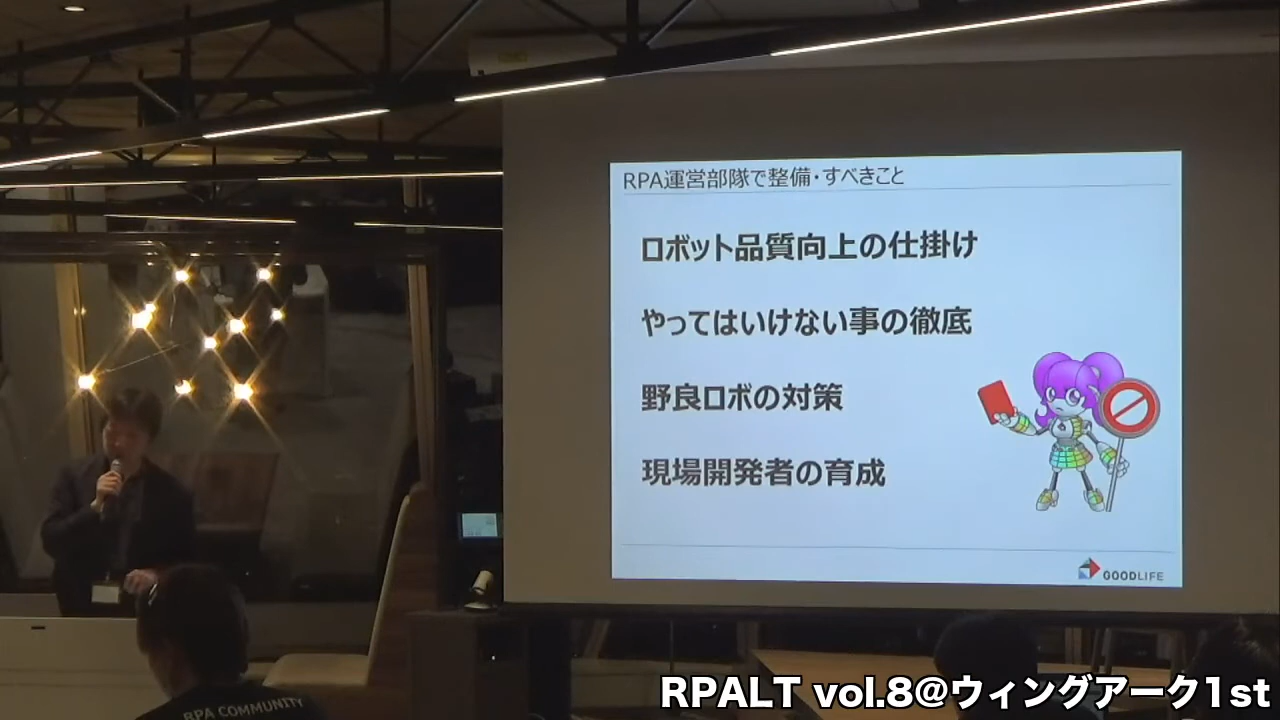 RPA運営部隊で整備・すべきこと
ロボット品質向上の仕掛け
やってはいけない事の徹底
野良ロボの対策
現場開発者の育成
GOODLIFE
RPA COMMUNITY
RPALT vol.8@ウィングアーク1st